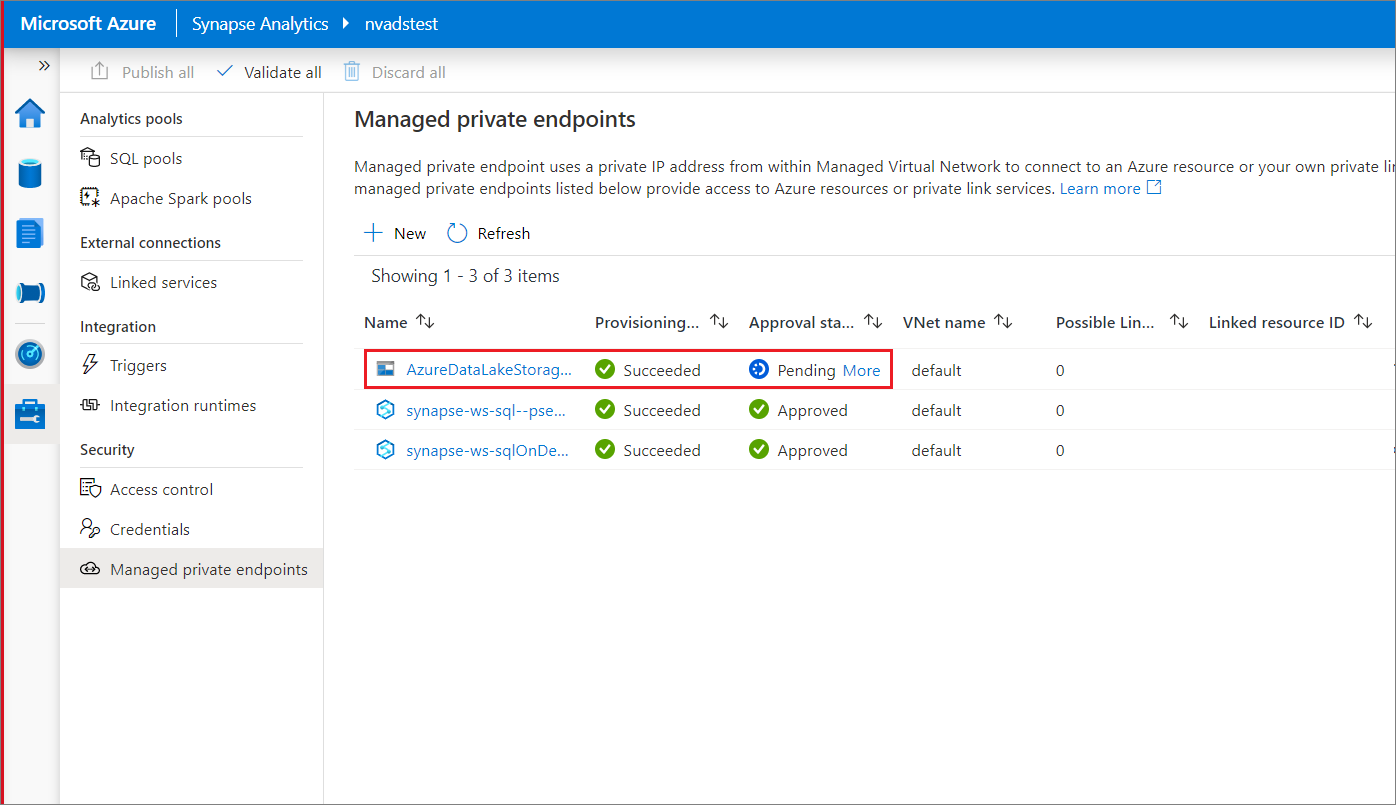 Microsoft Azure Synapse Analytics nvadstest
Publish all Validate all Discard all
Analytics pools
SQL pools
Apache Spark pools
External connections
Linked services
Integration
Triggers
Integration runtimes
Security
Access control
Credentials
Managed private endpoints
Managed private endpoints
Managed private endpoint uses a private IP address from within Managed Virtual Network to connect to an Azure resource or your own private
managed private endpoints listed below provide access to Azure resources or private link services. Learn more
New Refresh
Showing 1 - 3 of 3 items
Name Provisioning... Approval sta... VNet name Possible Lin... Linked resource ID
AzureDataLakeStorag... Succeeded Pending More default 0
synapse-ws-sql--pse... Succeeded Approved default 0
synapse-ws-sqlOnDe... Succeeded Approved default 0